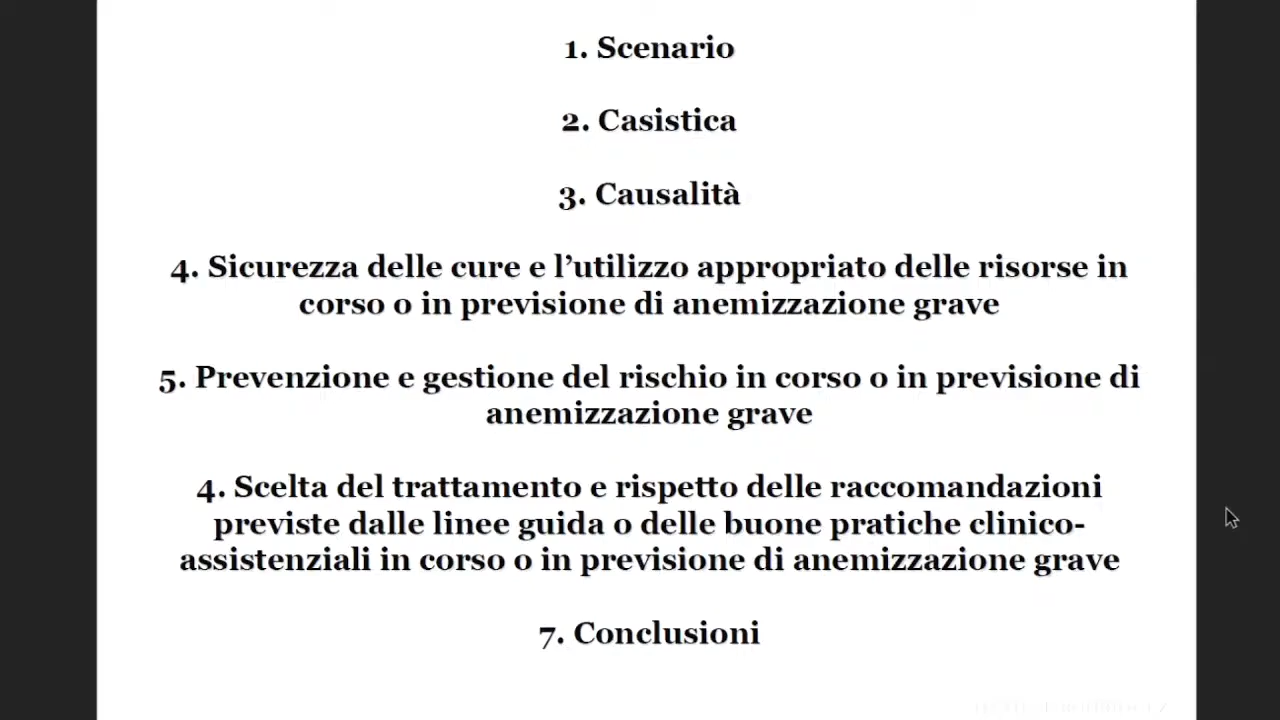 1. Scenario
2. Casistica
3. Causalità
4. Sicurezza delle cure e l’utilizzo appropriato delle risorse in
corso o in previsione di anemizzazione grave
5. Prevenzione e gestione del rischio in corso o in previsione di
anemizzazione grave
4. Scelta del trattamento e rispetto delle raccomandazioni
previste dalle linee guida o delle buone pratiche clinico-
assistenziali in corso o in previsione di anemizzazione grave
7. Conclusioni